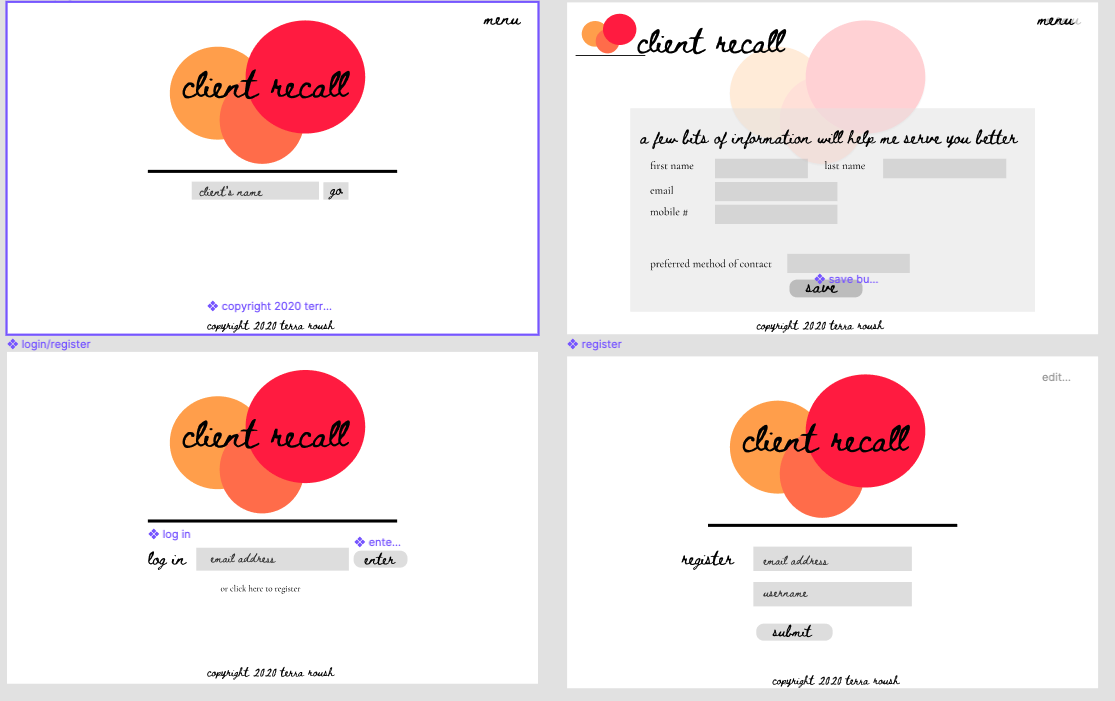 menu
client recall
client's name
go
copyright 2020 terr...
copyright 2020 terra roush
client recall
menu
a few bits of information will help me serve you better
first name
last name
email
mobile #
preferred method of contact
save bu...
save
copyright 2020 terra roush
login/register
client recall
log in
ente...
log in
email address
enter
or click here to register
copyright 2020 terra roush
register
edit...
client recall
register
email address
username
submit
copyright 2020 terra roush